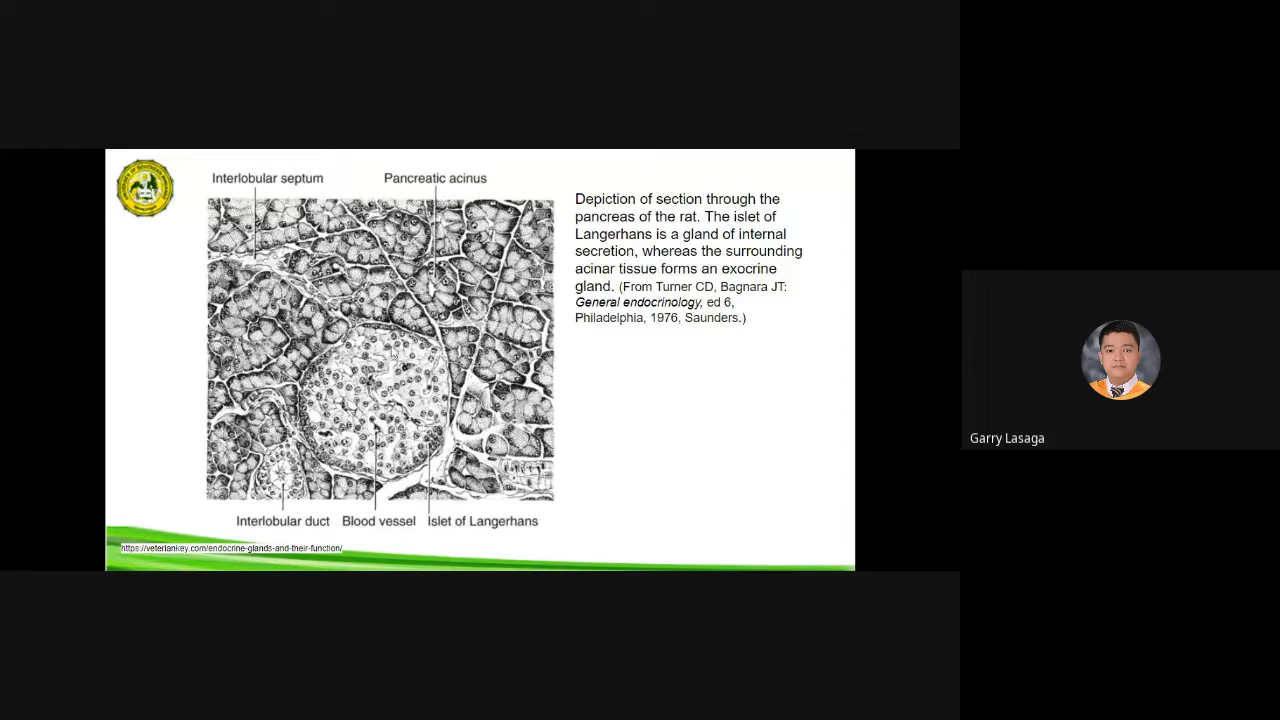 Interlobular septum
Pancreatic acinus
Depiction of section through the
pancreas of the rat. The islet of
Langerhans is a gland of internal
secretion, whereas the surrounding
acinar tissue forms an exocrine
gland. (From Turner CD, Bagnara JT:
General endocrinology, ed 6,
Philadelphia, 1976, Saunders.)
Interlobular duct
Blood vessel
Islet of Langerhans
https://veteriankey.com/endocrine-glands-and-their-function/
Garry Lasaga